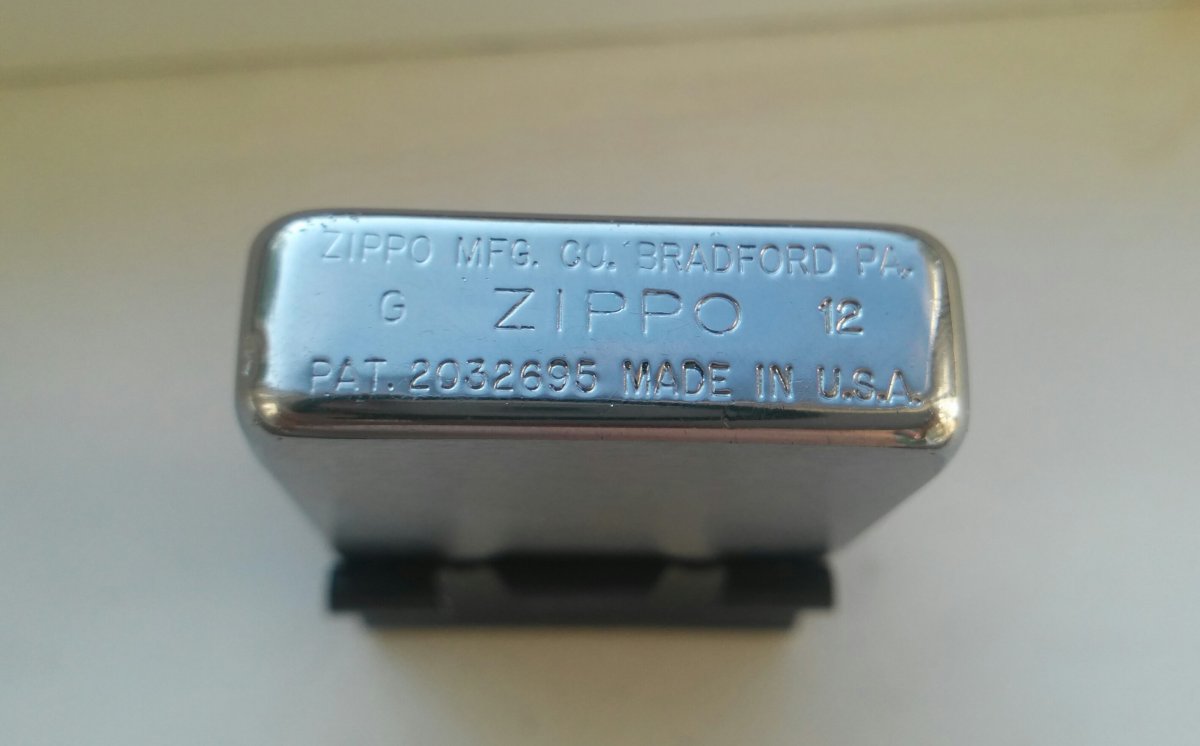 ZIPPO MFG. CO. BRADFORD PA.
G ZIPPO 12
PAT. 2032695 MADE IN U.S.A.